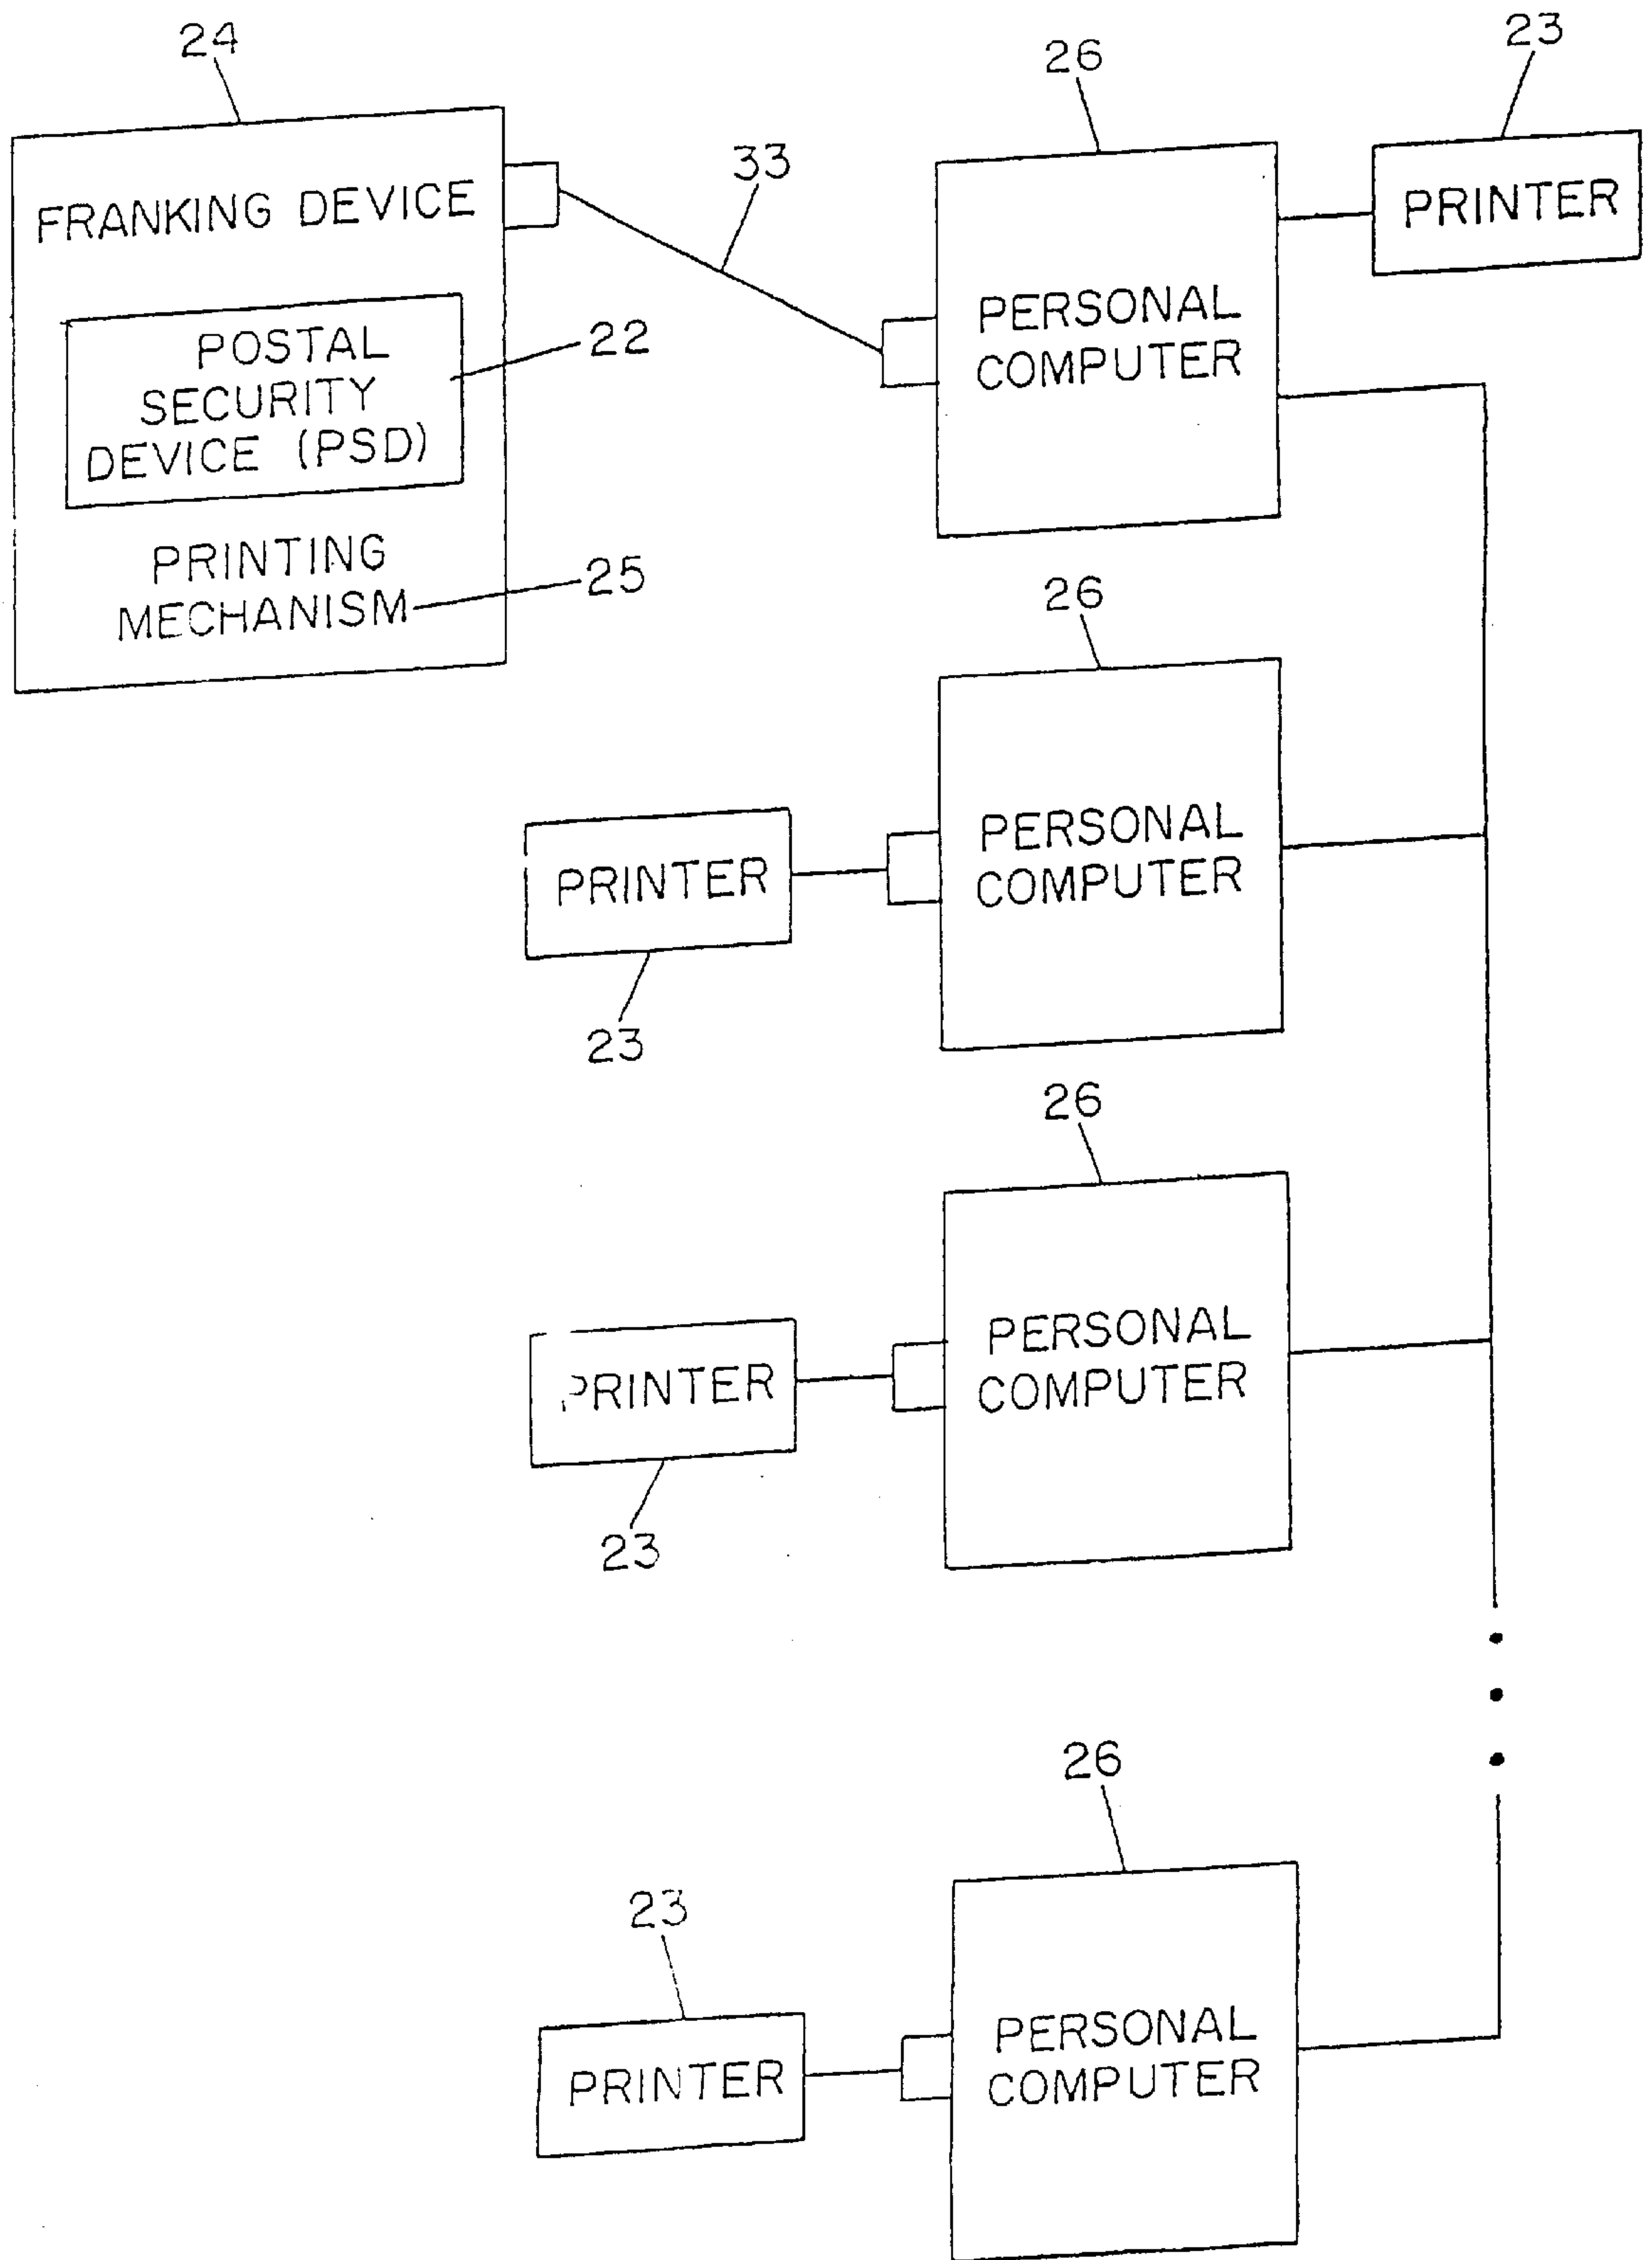 24
26
23
33
FRANKING DEVICE
PRINTER
POSTAL
SECURITY
DEVICE (PSD)
22
PERSONAL
COMPUTER
PRINTING
MECHANISM
25
26
PERSONAL
COMPUTER
PRINTER
23
26
PERSONAL
COMPUTER
PRINTER
23
26
23
PERSONAL
COMPUTER
PRINTER